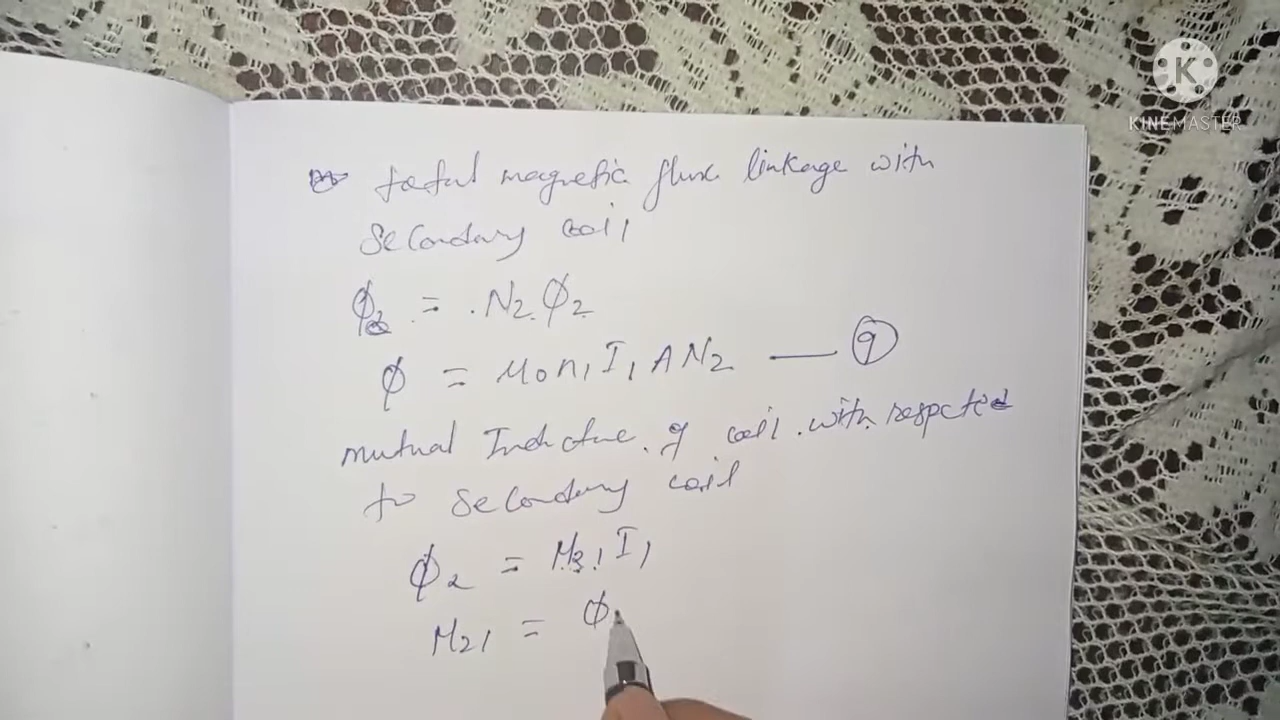 KINEMASTER
total magnetic flux linkage with
Secondary coil
ϕ2 = N2 ϕ2
ϕ = μ0 n1 I1 A N2 — 9
mutual of coil with respected
to secondary coil
ϕ2 = M21 I1
M21 = ϕ